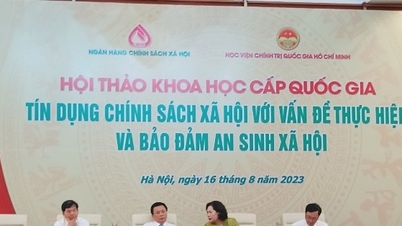 NGÂN HÀNG CHÍNH SÁCH XÃ HỘI
HỌC VIỆN CHÍNH TRỊ QUỐC GIA HỒ CHÍ MINH
HỘI THẢO KHOA HỌC CẤP QUỐC GIA
TÍN DỤNG CHÍNH SÁCH XÃ HỘI VỚI VẤN ĐỀ THỰC HIỆN
VÀ BẢO ĐẢM AN SINH XÃ HỘI
Hà Nội, ngày 16 tháng 8 năm 2023